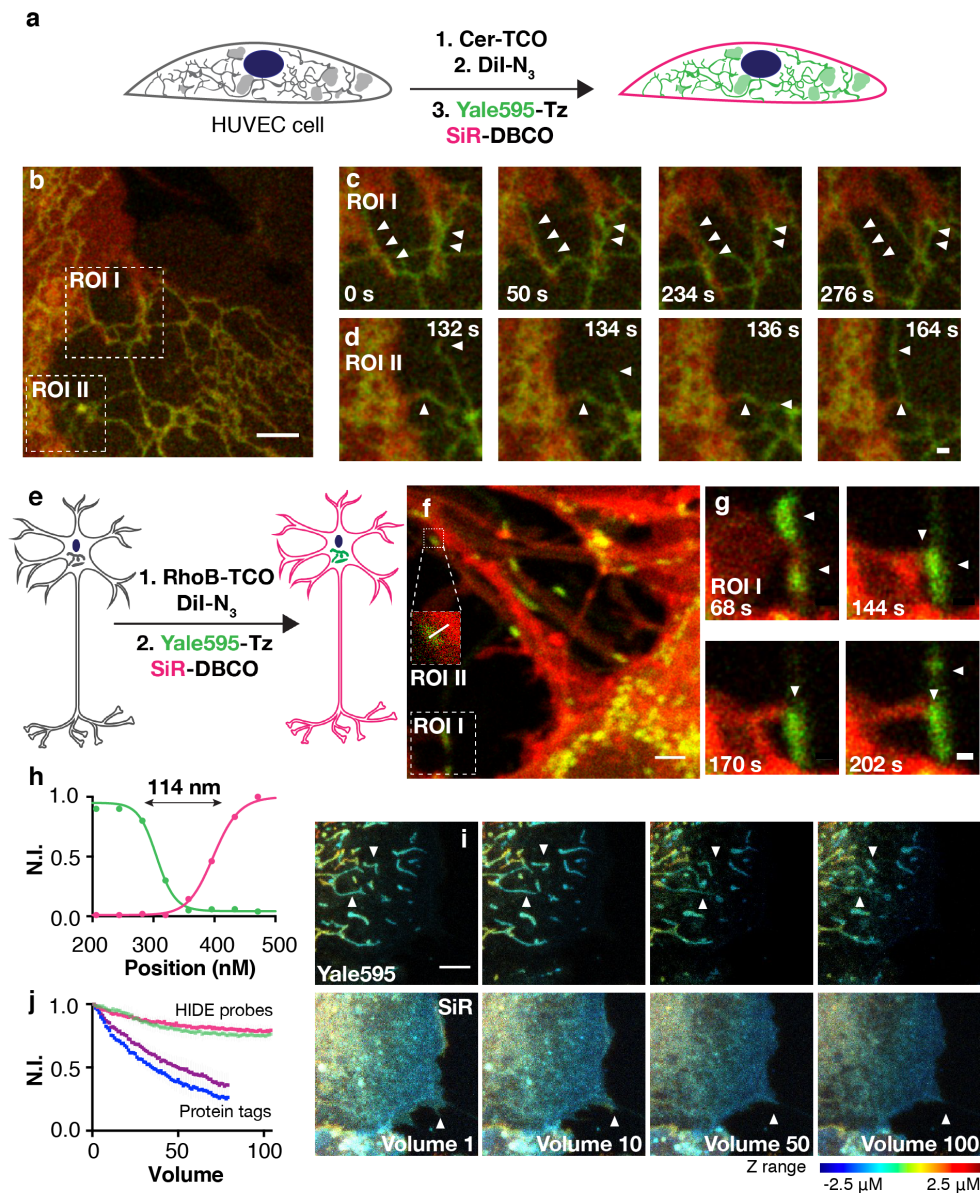 a
1. Cer-TCO
2. DiI-N3
3. Yale595-Tz
SiR-DBCO
HUVEC cell
b
ROI I
ROI II
c
ROI I
0 s
50 s
234 s
276 s
d
ROI II
132 s
134 s
136 s
164 s
e
1. RhoB-TCO
DiI-N3
2. Yale595-Tz
SiR-DBCO
f
ROI II
ROI I
g
ROI I
68 s
144 s
170 s
202 s
h
114 nm
1.0
0.5
0.0
N.I.
200 300 400 500
Position (nM)
i
Yale595
SiR
Volume 1
Volume 10
Volume 50
Volume 100
Z range
-2.5 µM
2.5 µM
j
1.0
0.5
0.0
N.I.
HIDE probes
Protein tags
0 50 100
Volume